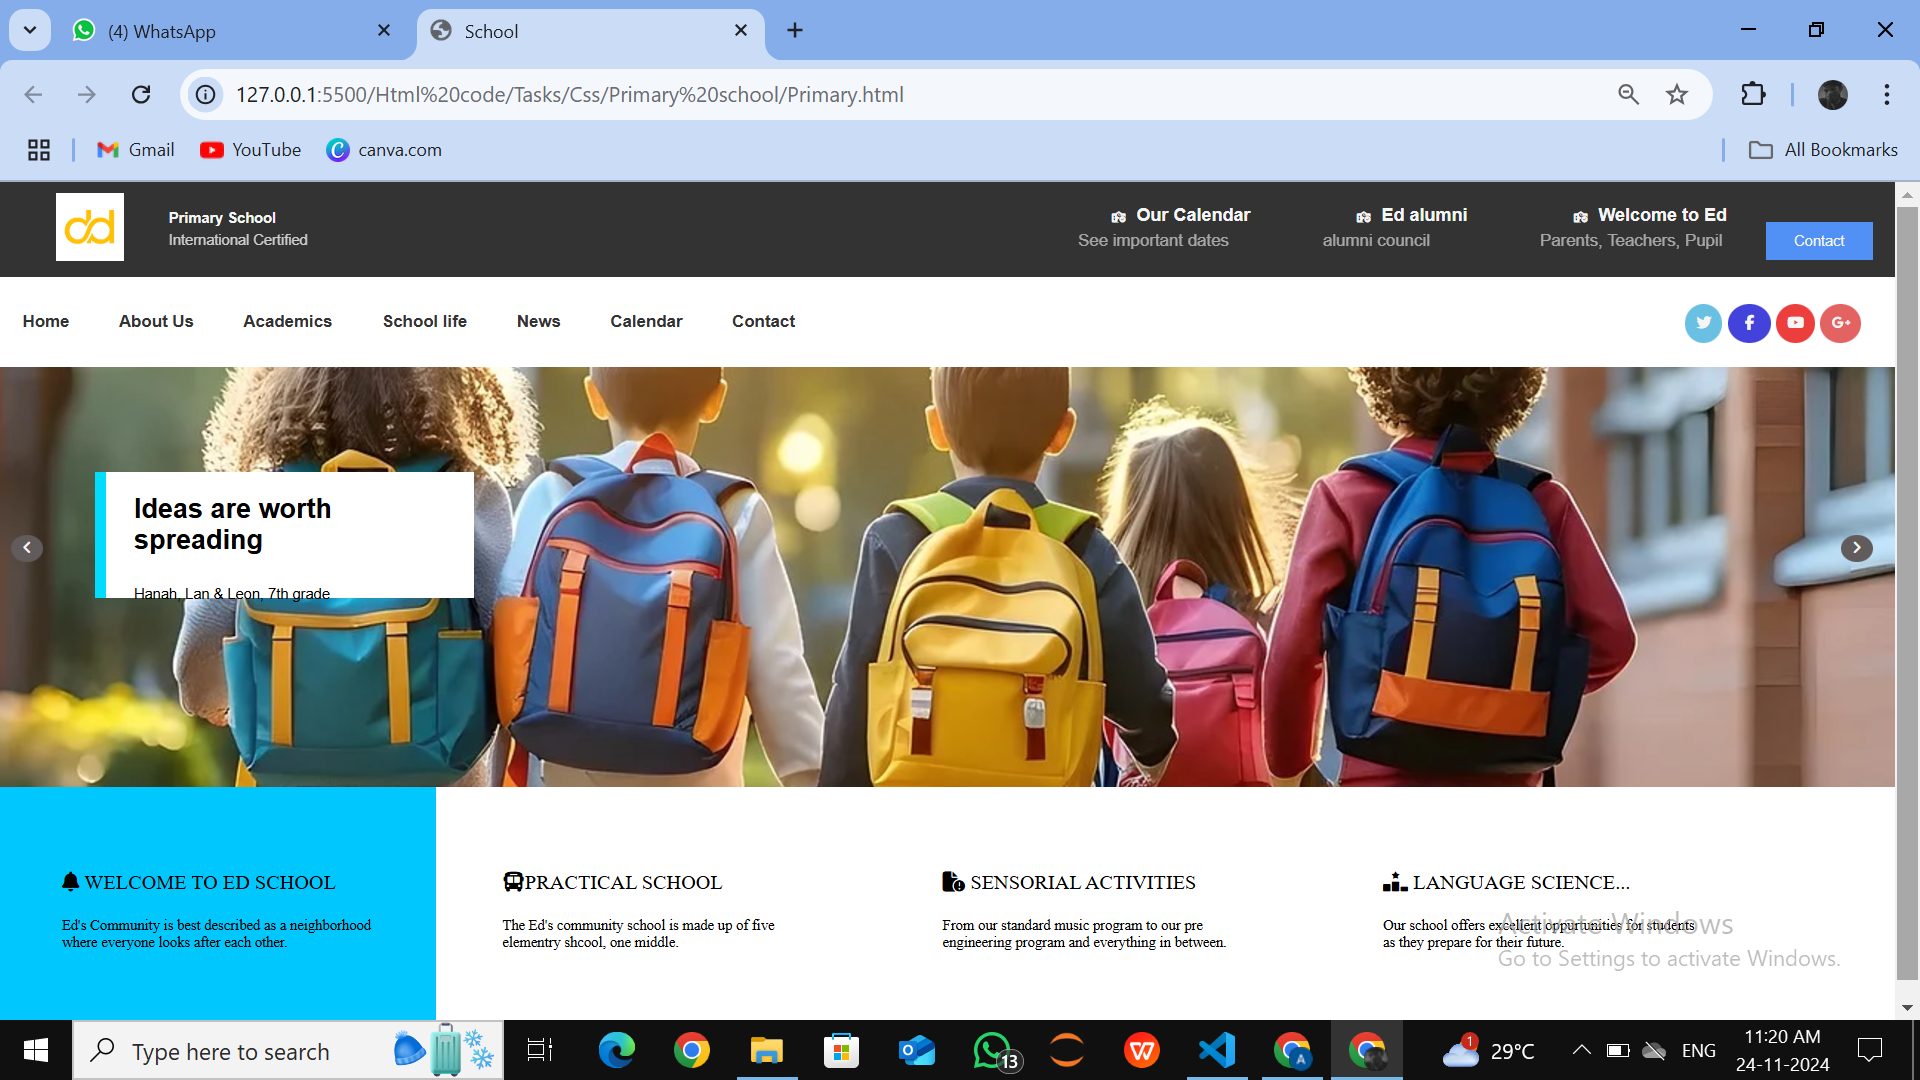 (4) WhatsApp
School
127.0.0.1:5500/Html%20code/Tasks/Css/Primary%20school/Primary.html
Gmail
YouTube
canva.com
All Bookmarks
dd
Primary School
International Certified
Our Calendar
See important dates
Ed alumni
alumni council
Welcome to Ed
Parents, Teachers, Pupil
Contact
Home
About Us
Academics
School life
News
Calendar
Contact
G+
Ideas are worth
spreading
Hanah, Lan & Leon, 7th grade
WELCOME TO ED SCHOOL
Ed's Community is best described as a neighborhood
where everyone looks after each other.
PRACTICAL SCHOOL
The Ed's community school is made up of five
elementry shcool, one middle.
SENSORIAL ACTIVITIES
From our standard music program to our pre
engineering program and everything in between.
LANGUAGE SCIENCE...
Our school offers excellent oppurtunities for students
as they prepare for their future.
Activate Windows
Go to Settings to activate Windows.
Type here to search
13
A
1
29°C
ENG
11:20 AM
24-11-2024